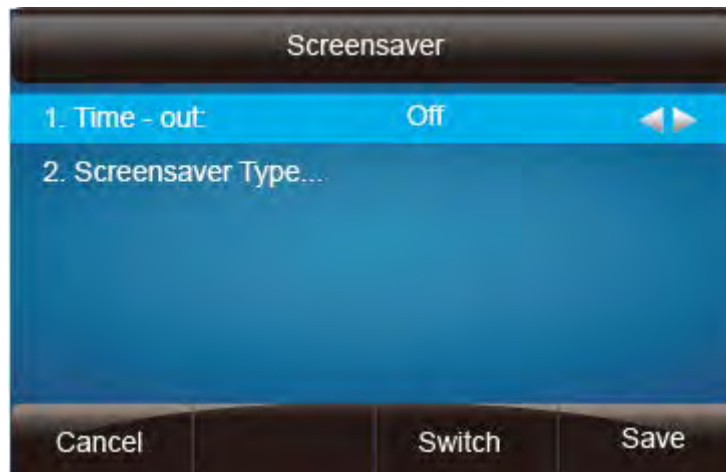 Screensaver
1. Time - out: Off
2. Screensaver Type...
Cancel Switch Save